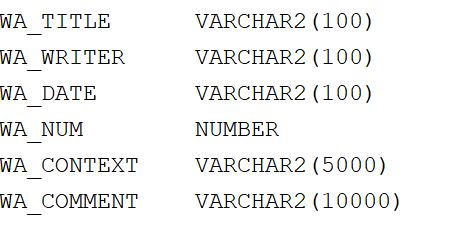 WA_TITLE VARCHAR2(100)
WA_WRITER VARCHAR2(100)
WA_DATE VARCHAR2(100)
WA_NUM NUMBER
WA_CONTEXT VARCHAR2(5000)
WA_COMMENT VARCHAR2(10000)